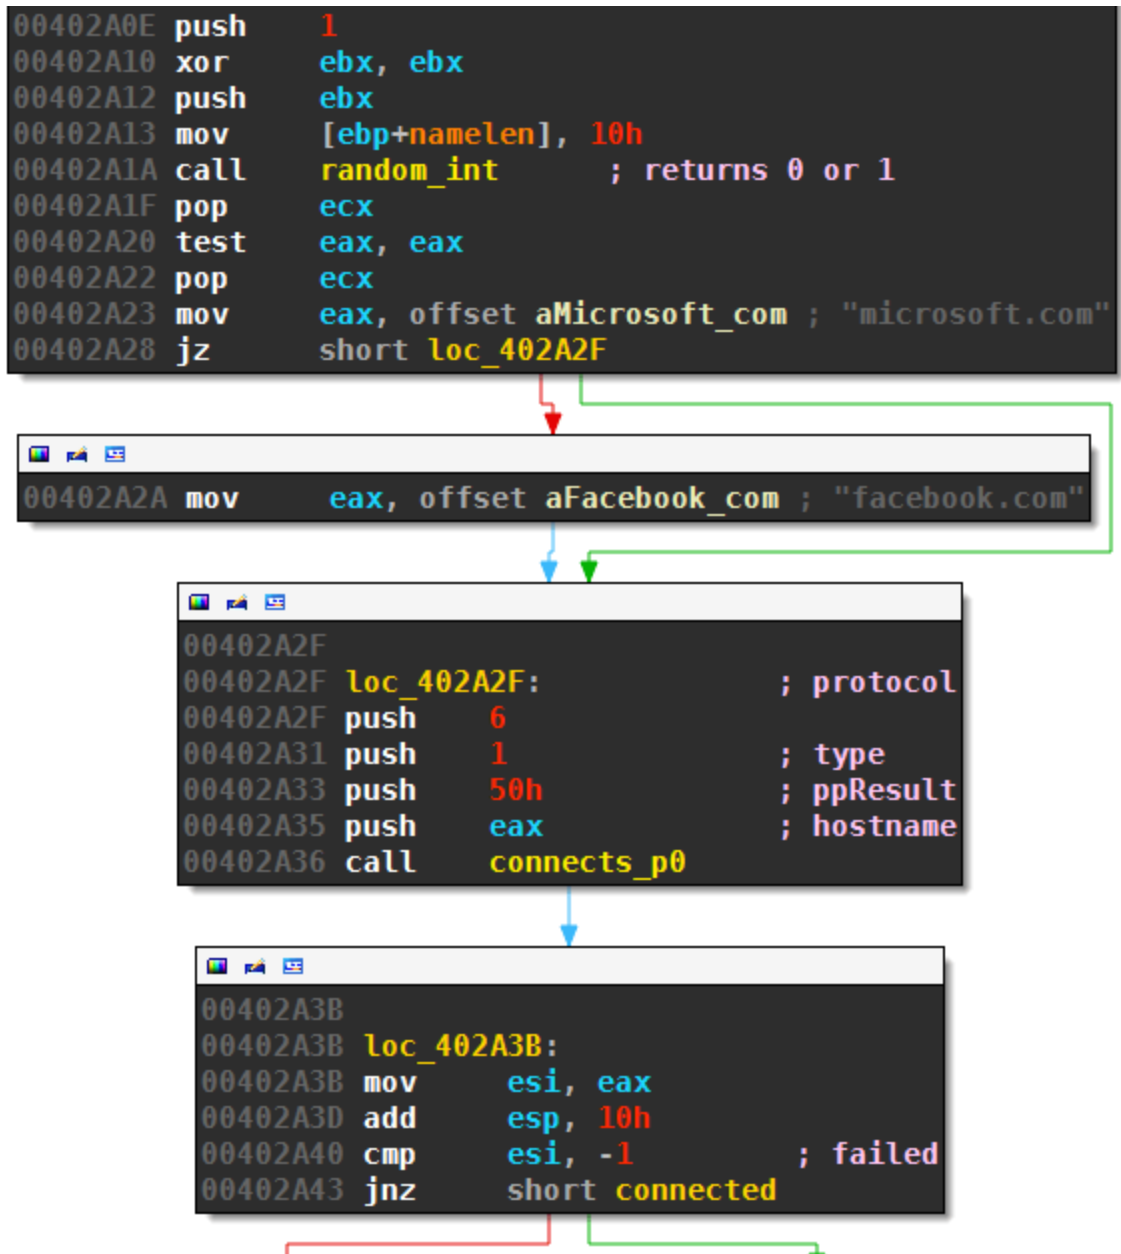 00402A0E push 1
00402A10 xor ebx, ebx
00402A12 push ebx
00402A13 mov [ebp+namelen], 10h
00402A1A call random_int ; returns 0 or 1
00402A1F pop ecx
00402A20 test eax, eax
00402A22 pop ecx
00402A23 mov eax, offset aMicrosoft_com ; "microsoft.com"
00402A28 jz short loc_402A2F
00402A2A mov eax, offset aFacebook_com ; "facebook.com"
00402A2F
00402A2F loc_402A2F: ; protocol
00402A2F push 6
00402A31 push 1 ; type
00402A33 push 50h ; ppResult
00402A35 push eax ; hostname
00402A36 call connects_p0
00402A3B
00402A3B loc_402A3B:
00402A3B mov esi, eax
00402A3D add esp, 10h
00402A40 cmp esi, -1 ; failed
00402A43 jnz short connected